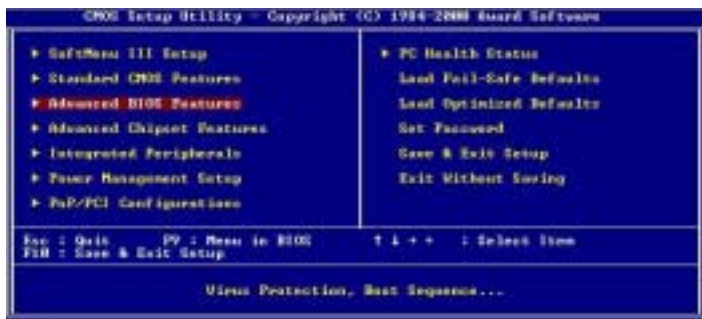 CMOS Setup Utility - Copyright (C) 1984-2000 Award Software
▸ SoftMenu III Setup
▸ Standard CMOS Features
▸ Advanced BIOS Features
▸ Advanced Chipset Features
▸ Integrated Peripherals
▸ Power Management Setup
▸ PnP/PCI Configurations
▸ PC Health Status
Load Fail-Safe Defaults
Load Optimized Defaults
Set Password
Save & Exit Setup
Exit Without Saving
Esc : Quit F9 : Menu in BIOS ↑ ↓ → ← : Select Item
F10 : Save & Exit Setup
Virus Protection, Boot Sequence...